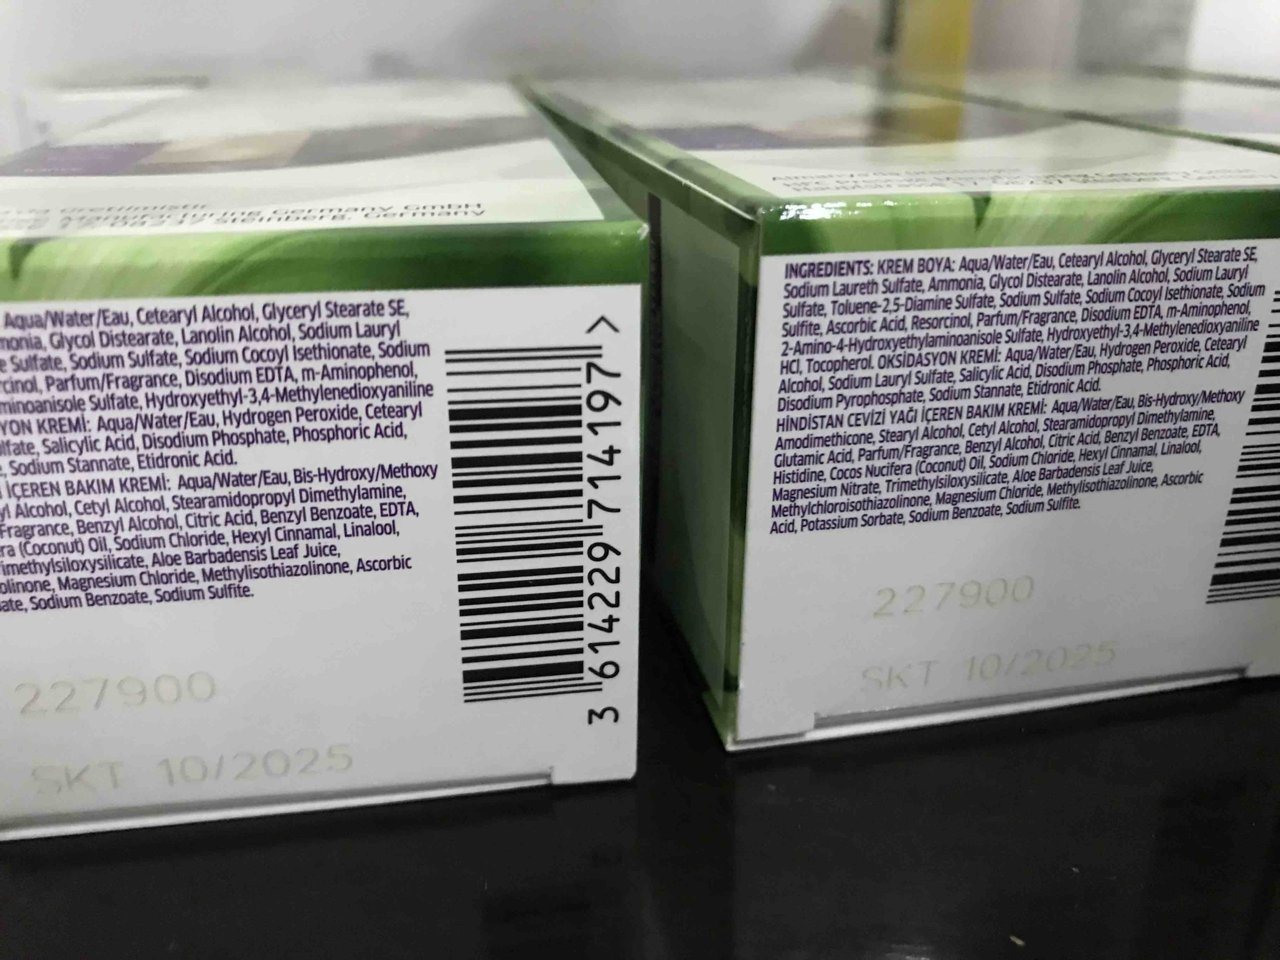 Manufacturing Germany GmbH
Germany
Aqua/Water/Eau, Cetearyl Alcohol, Glyceryl Stearate SE,
Glycol Distearate, Lanolin Alcohol, Sodium Lauryl
Sulfate, Sodium Sulfate, Sodium Cocoyl Isethionate, Sodium
Parfum/Fragrance, Disodium EDTA, m-Aminophenol,
Sulfate, Hydroxyethyl-3,4-Methylenedioxyaniline
KREMİ: Aqua/Water/Eau, Hydrogen Peroxide, Cetearyl
Salicylic Acid, Disodium Phosphate, Phosphoric Acid,
Sodium Stannate, Etidronic Acid.
İÇEREN BAKIM KREMİ: Aqua/Water/Eau, Bis-Hydroxy/Methoxy
Alcohol, Cetyl Alcohol, Stearamidopropyl Dimethylamine,
Fragrance, Benzyl Alcohol, Citric Acid, Benzyl Benzoate, EDTA,
(Coconut) Oil, Sodium Chloride, Hexyl Cinnamal, Linalool,
Aloe Barbadensis Leaf Juice,
Magnesium Chloride, Methylisothiazolinone, Ascorbic
Sodium Benzoate, Sodium Sulfite.
227900
SKT 10/2025
3 614229 714197 >
INGREDIENTS: KREM BOYA: Aqua/Water/Eau, Cetearyl Alcohol, Glyceryl Stearate SE,
Sodium Laureth Sulfate, Ammonia, Glycol Distearate, Lanolin Alcohol, Sodium Lauryl
Sulfate, Toluene-2,5-Diamine Sulfate, Sodium Sulfate, Sodium Cocoyl Isethionate, Sodium
Sulfite, Ascorbic Acid, Resorcinol, Parfum/Fragrance, Disodium EDTA, m-Aminophenol,
2-Amino-4-Hydroxyethylaminoanisole Sulfate, Hydroxyethyl-3,4-Methylenedioxyaniline
HCl, Tocopherol. OKSİDASYON KREMİ: Aqua/Water/Eau, Hydrogen Peroxide, Cetearyl
Alcohol, Sodium Lauryl Sulfate, Salicylic Acid, Disodium Phosphate, Phosphoric Acid,
Disodium Pyrophosphate, Sodium Stannate, Etidronic Acid.
HİNDİSTAN CEVİZİ YAĞI İÇEREN BAKIM KREMİ: Aqua/Water/Eau, Bis-Hydroxy/Methoxy
Amodimethicone, Stearyl Alcohol, Cetyl Alcohol, Stearamidopropyl Dimethylamine,
Glutamic Acid, Parfum/Fragrance, Benzyl Alcohol, Citric Acid, Benzyl Benzoate, EDTA,
Histidine, Cocos Nucifera (Coconut) Oil, Sodium Chloride, Hexyl Cinnamal, Linalool,
Magnesium Nitrate, Trimethylsiloxysilicate, Aloe Barbadensis Leaf Juice,
Methylchloroisothiazolinone, Magnesium Chloride, Methylisothiazolinone, Ascorbic
Acid, Potassium Sorbate, Sodium Benzoate, Sodium Sulfite.
227900
SKT 10/2025